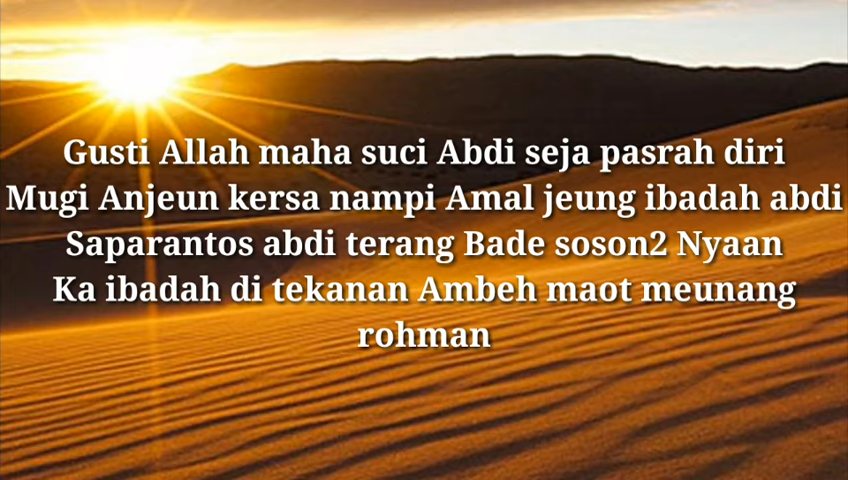 Gusti Allah maha suci Abdi seja pasrah diri
Mugi Anjeun kersa nampi Amal jeung ibadah abdi
Saparantos abdi terang Bade soson2 Nyaan
Ka ibadah di tekanan Ambeh maot meunang
rohman